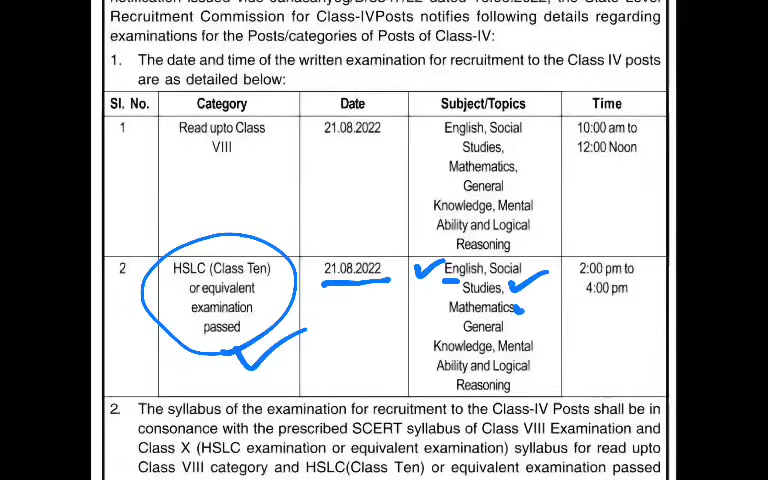 Recruitment Commission for Class-IVPosts notifies following details regarding
examinations for the Posts/categories of Posts of Class-IV:
1. The date and time of the written examination for recruitment to the Class IV posts
are as detailed below:
Sl. No. Category Date Subject/Topics Time
1 Read upto Class 21.08.2022 English, Social 10:00 am to
VIII Studies, 12:00 Noon
Mathematics,
General
Knowledge, Mental
Ability and Logical
Reasoning
2 HSLC (Class Ten) 21.08.2022 English, Social 2:00 pm to
or equivalent Studies, 4:00 pm
examination Mathematics,
passed General
Knowledge, Mental
Ability and Logical
Reasoning
2. The syllabus of the examination for recruitment to the Class-IV Posts shall be in
consonance with the prescribed SCERT syllabus of Class VIII Examination and
Class X (HSLC examination or equivalent examination) syllabus for read upto
Class VIII category and HSLC(Class Ten) or equivalent examination passed